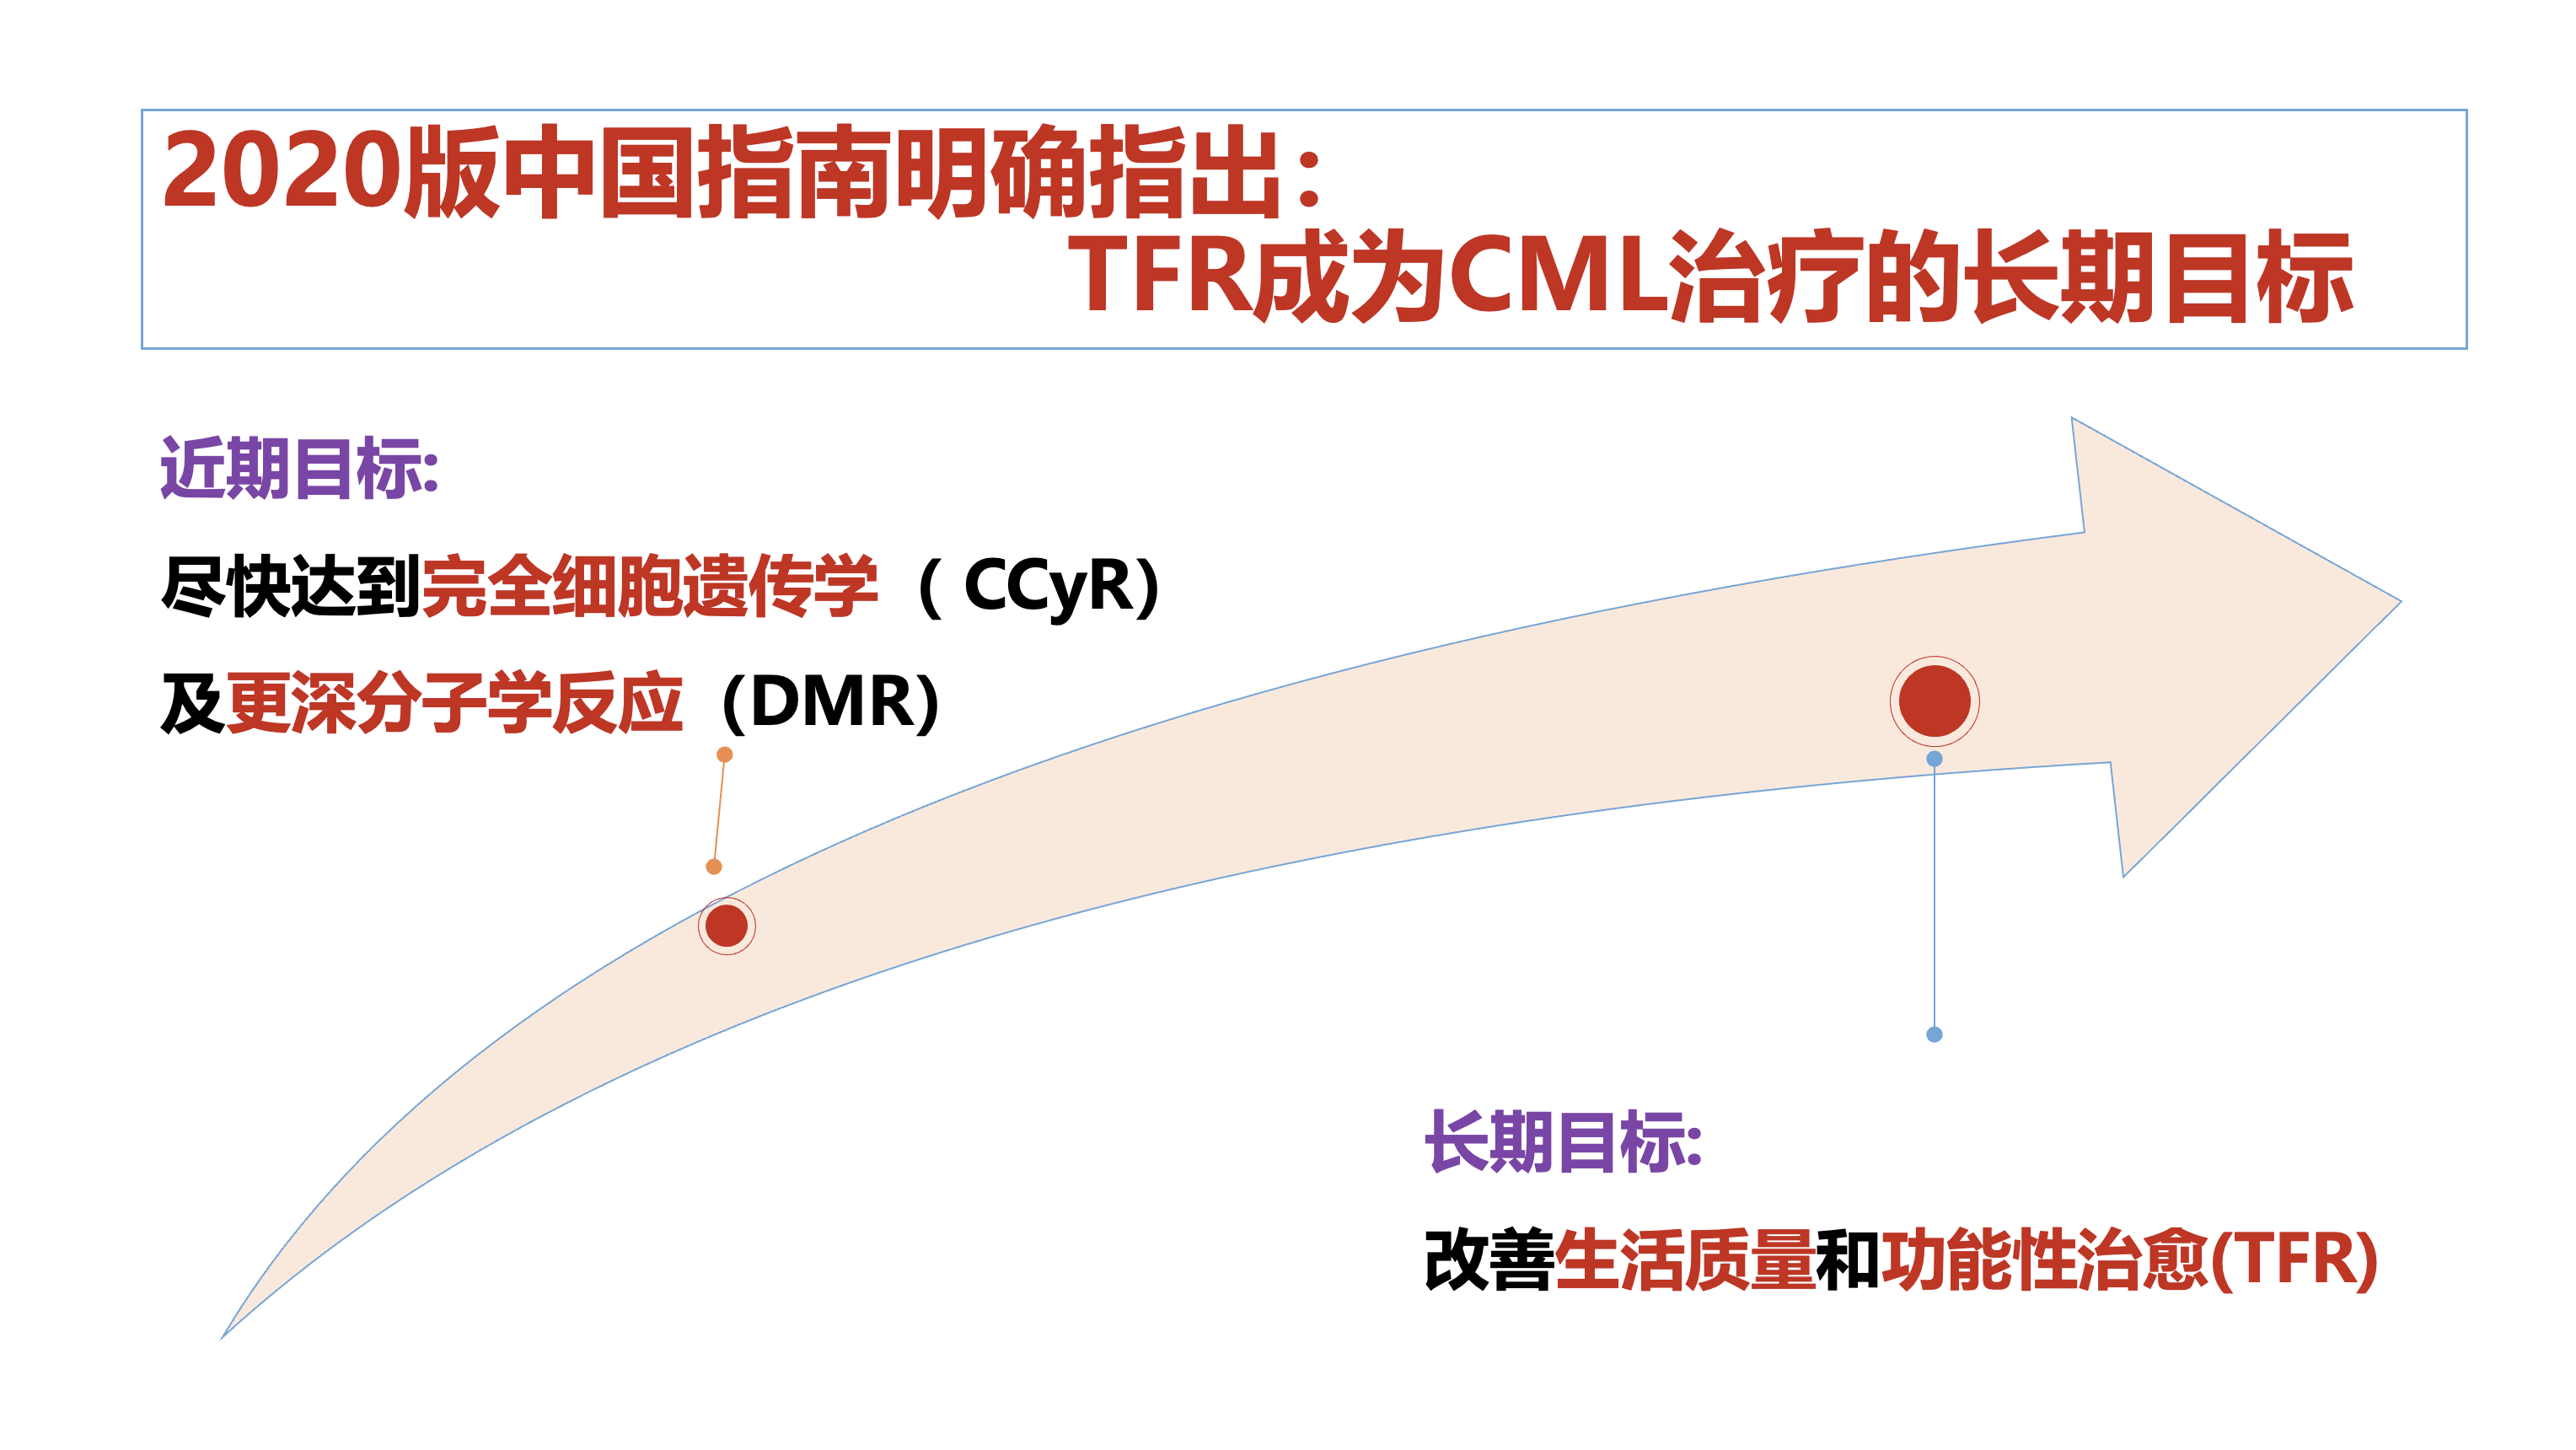 2020版中国指南明确指出：
TFR成为CML治疗的长期目标
近期目标:
尽快达到完全细胞遗传学（ CCyR）
及更深分子学反应（DMR）
长期目标:
改善生活质量和功能性治愈(TFR)